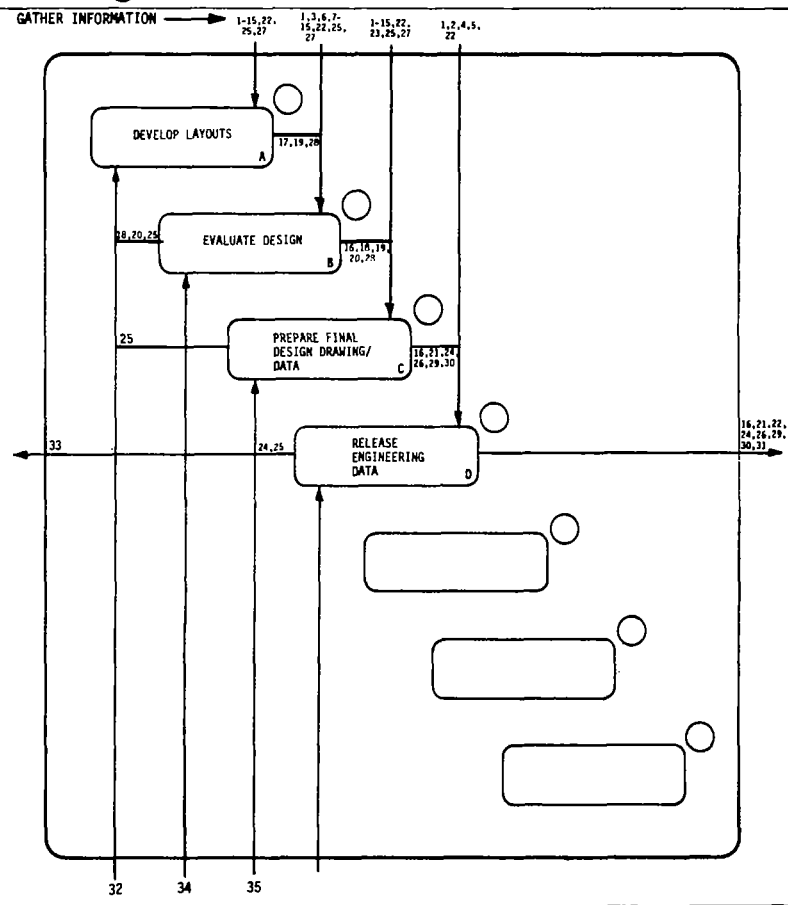 GATHER INFORMATION
1-15,22,
25,27
1,3,6,7-
15,22,25,
27
1-15,22,
23,25,27
1,2,4,5,
22
DEVELOP LAYOUTS
A
17,19,28
EVALUATE DESIGN
B
18,20,25
16,18,19,
20,28
PREPARE FINAL
DESIGN DRAWING/
DATA
C
25
16,21,24,
26,29,30
RELEASE
ENGINEERING
DATA
D
33
24,25
16,21,22,
24,26,29,
30,31
32
34
35